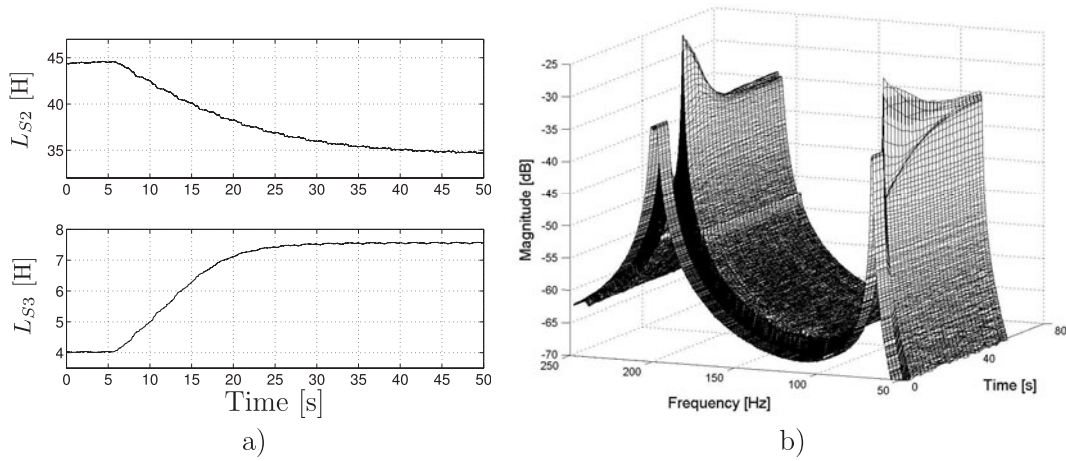 45
40
35
L_{S2} [H]
0 5 10 15 20 25 30 35 40 45 50
8
7
6
5
4
L_{S3} [H]
0 5 10 15 20 25 30 35 40 45 50
Time [s]
a)
-25
-30
-35
-40
-45
-50
-55
-60
-65
-70
Magnitude [dB]
250 200 150 100 50
Frequency [Hz]
0 40 80
Time [s]
b)